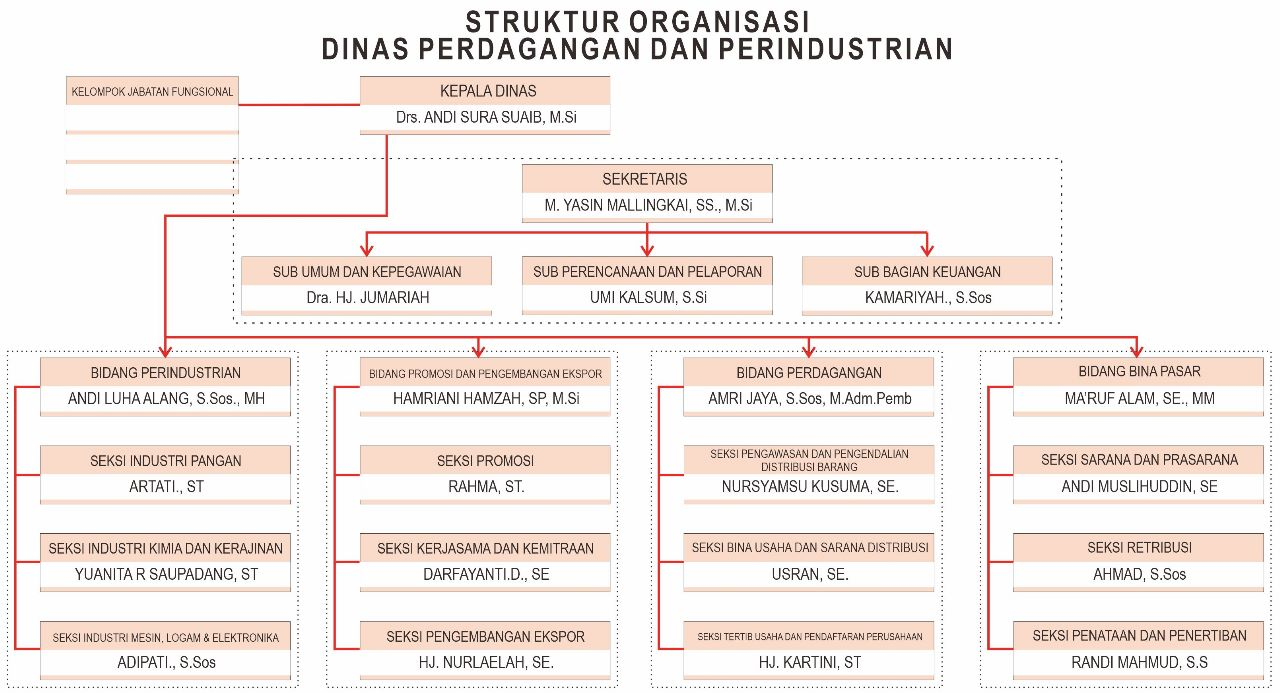 STRUKTUR ORGANISASI
DINAS PERDAGANGAN DAN PERINDUSTRIAN
KELOMPOK JABATAN FUNGSIONAL
KEPALA DINAS
Drs. ANDI SURA SUAIB, M.Si
SEKRETARIS
M. YASIN MALLINGKAI, SS., M.Si
SUB UMUM DAN KEPEGAWAIAN
Dra. HJ. JUMARIAH
SUB PERENCANAAN DAN PELAPORAN
UMI KALSUM, S.Si
SUB BAGIAN KEUANGAN
KAMARIYAH., S.Sos
BIDANG PERINDUSTRIAN
ANDI LUHA ALANG, S.Sos., MH
SEKSI INDUSTRI PANGAN
ARTATI., ST
SEKSI INDUSTRI KIMIA DAN KERAJINAN
YUANITA R SAUPADANG, ST
SEKSI INDUSTRI MESIN, LOGAM & ELEKTRONIKA
ADIPATI., S.Sos
BIDANG PROMOSI DAN PENGEMBANGAN EKSPOR
HAMRIANI HAMZAH, SP, M.Si
SEKSI PROMOSI
RAHMA, ST.
SEKSI KERJASAMA DAN KEMITRAAN
DARFAYANTI.D., SE
SEKSI PENGEMBANGAN EKSPOR
HJ. NURLAELAH, SE.
BIDANG PERDAGANGAN
AMRI JAYA, S.Sos, M.Adm.Pemb
SEKSI PENGAWASAN DAN PENGENDALIAN
DISTRIBUSI BARANG
NURSYAMSU KUSUMA, SE.
SEKSI BINA USAHA DAN SARANA DISTRIBUSI
USRAN, SE.
SEKSI TERTIB USAHA DAN PENDAFTARAN PERUSAHAAN
HJ. KARTINI, ST
BIDANG BINA PASAR
MA'RUF ALAM, SE., MM
SEKSI SARANA DAN PRASARANA
ANDI MUSLIHUDDIN, SE
SEKSI RETRIBUSI
AHMAD, S.Sos
SEKSI PENATAAN DAN PENERTIBAN
RANDI MAHMUD, S.S